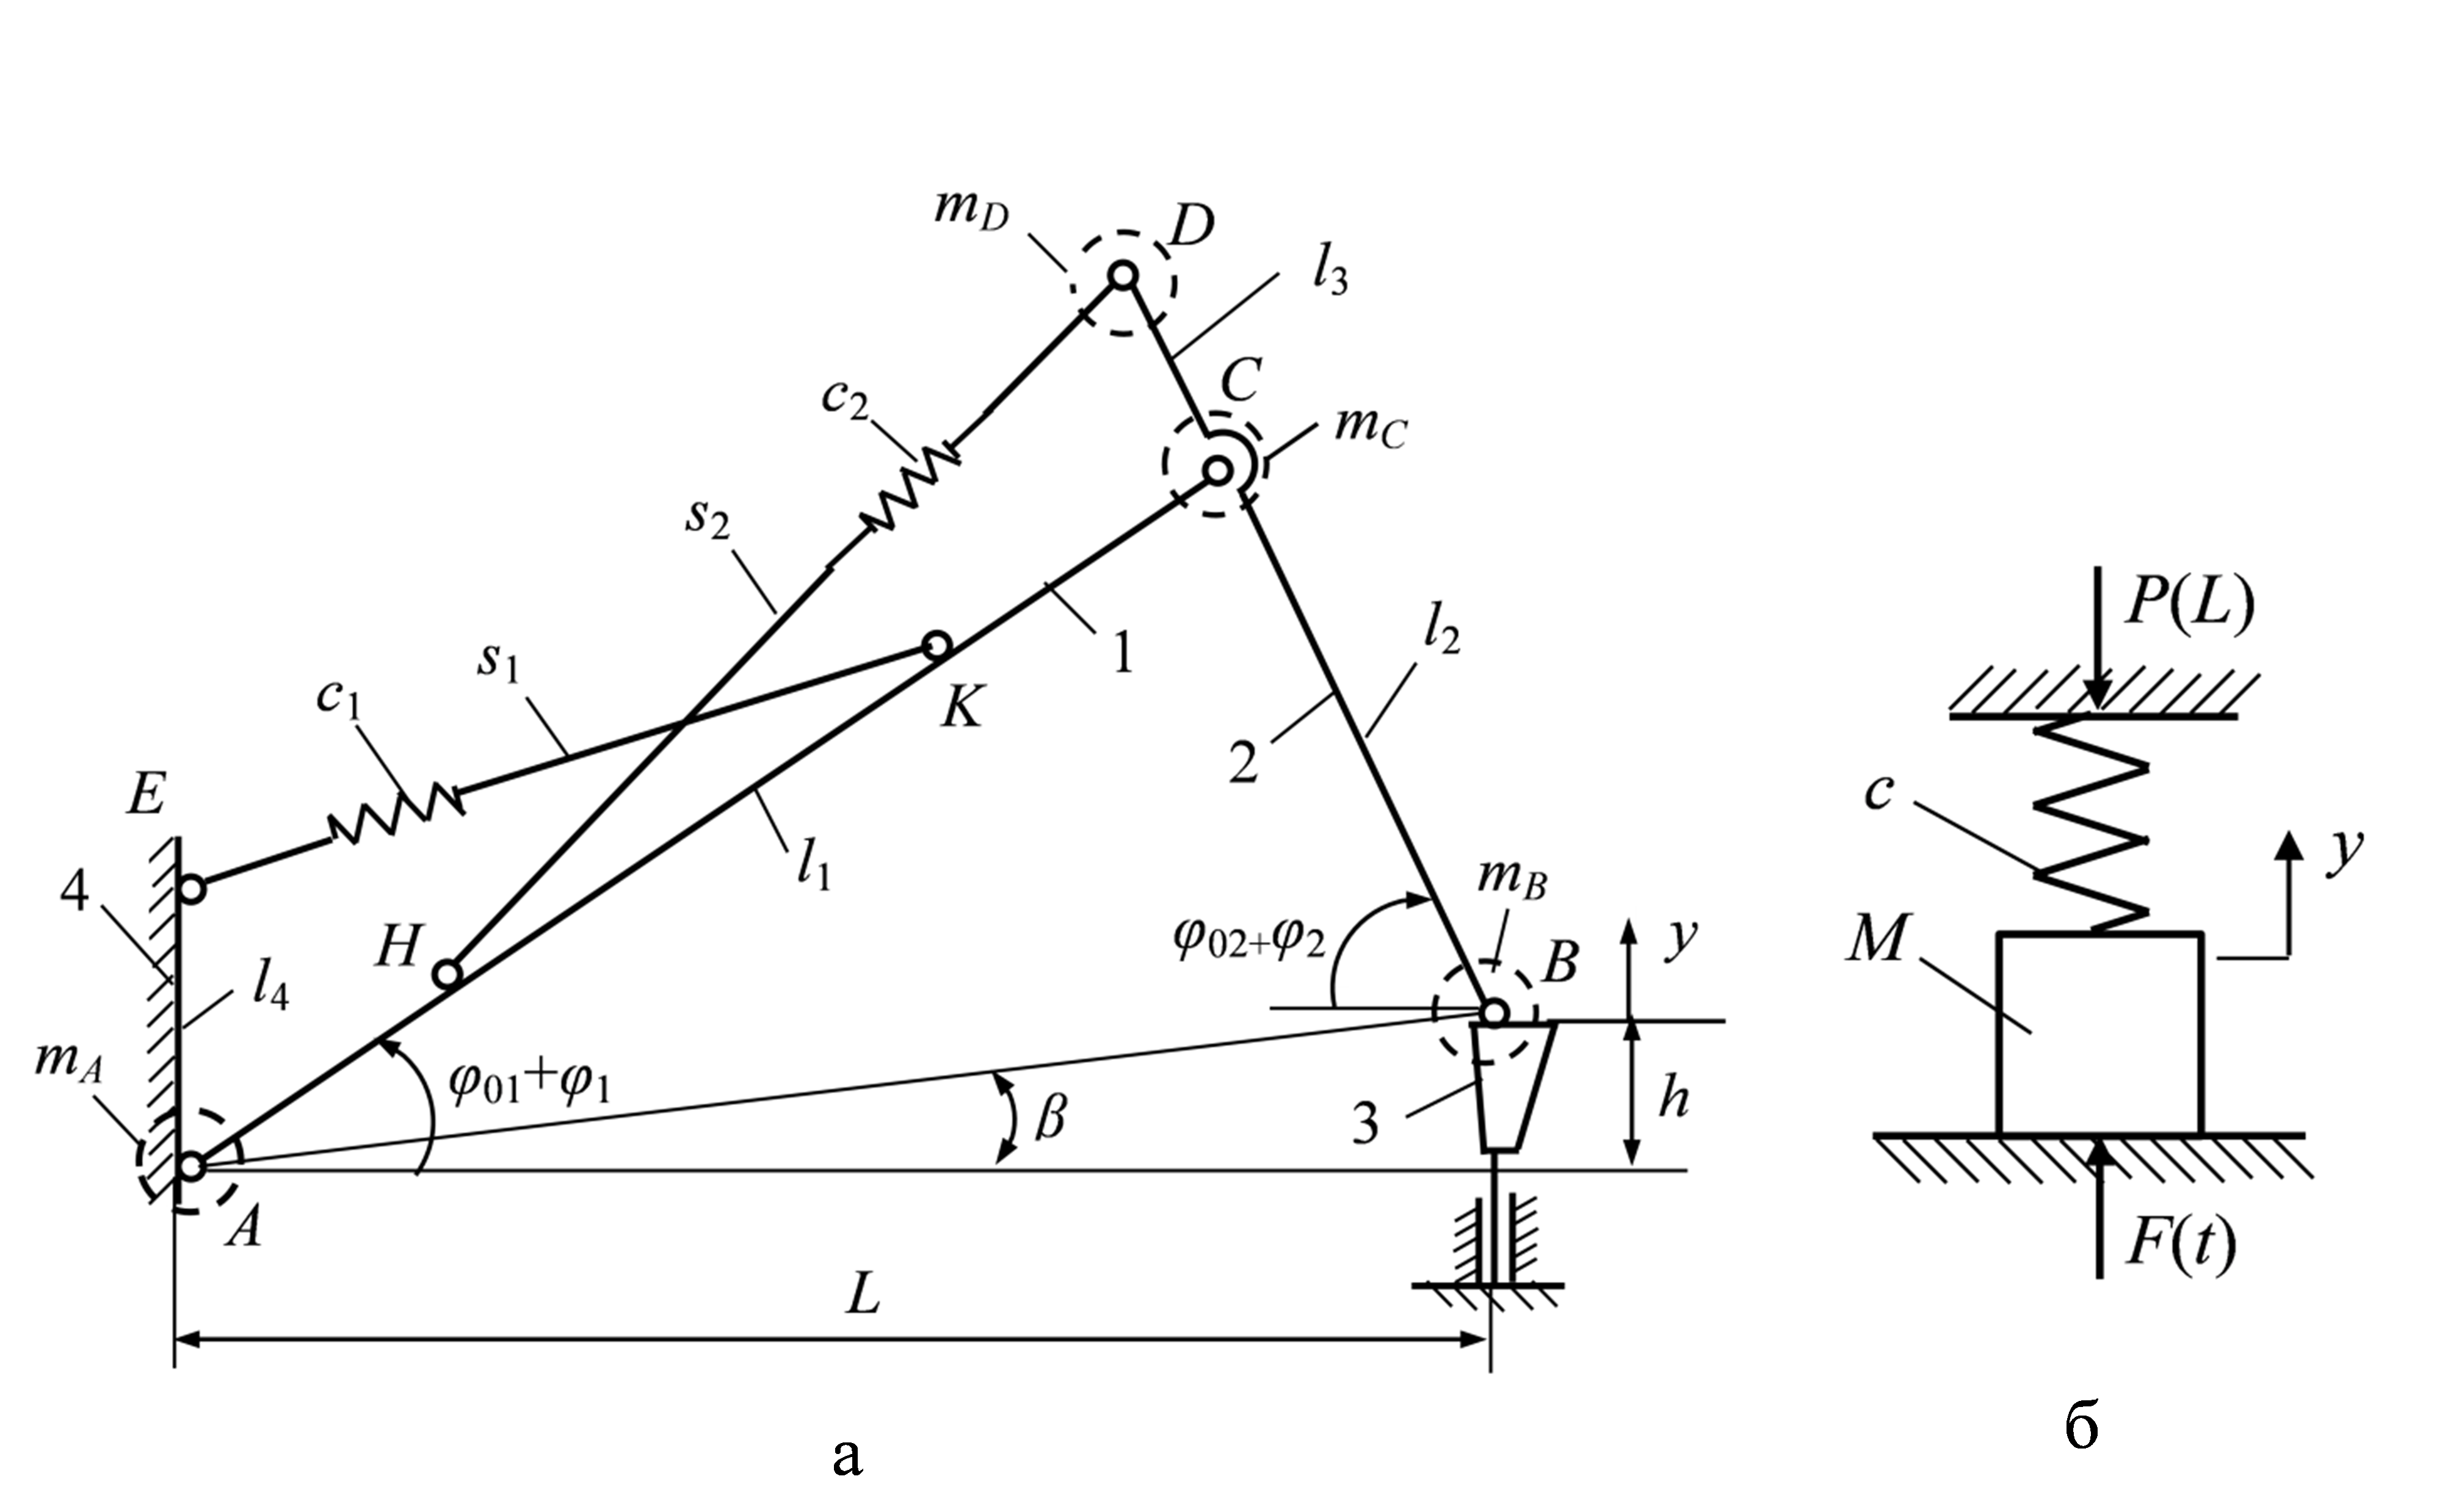 m_D
D
l_3
c_2
C
m_C
s_2
s_1
1
c_1
K
l_2
P(L)
2
E
l_1
c
y
4
H
m_B
φ_02+φ_2
B
y
M
l_4
m_A
φ_01+φ_1
β
3
h
A
F(t)
L
а
б